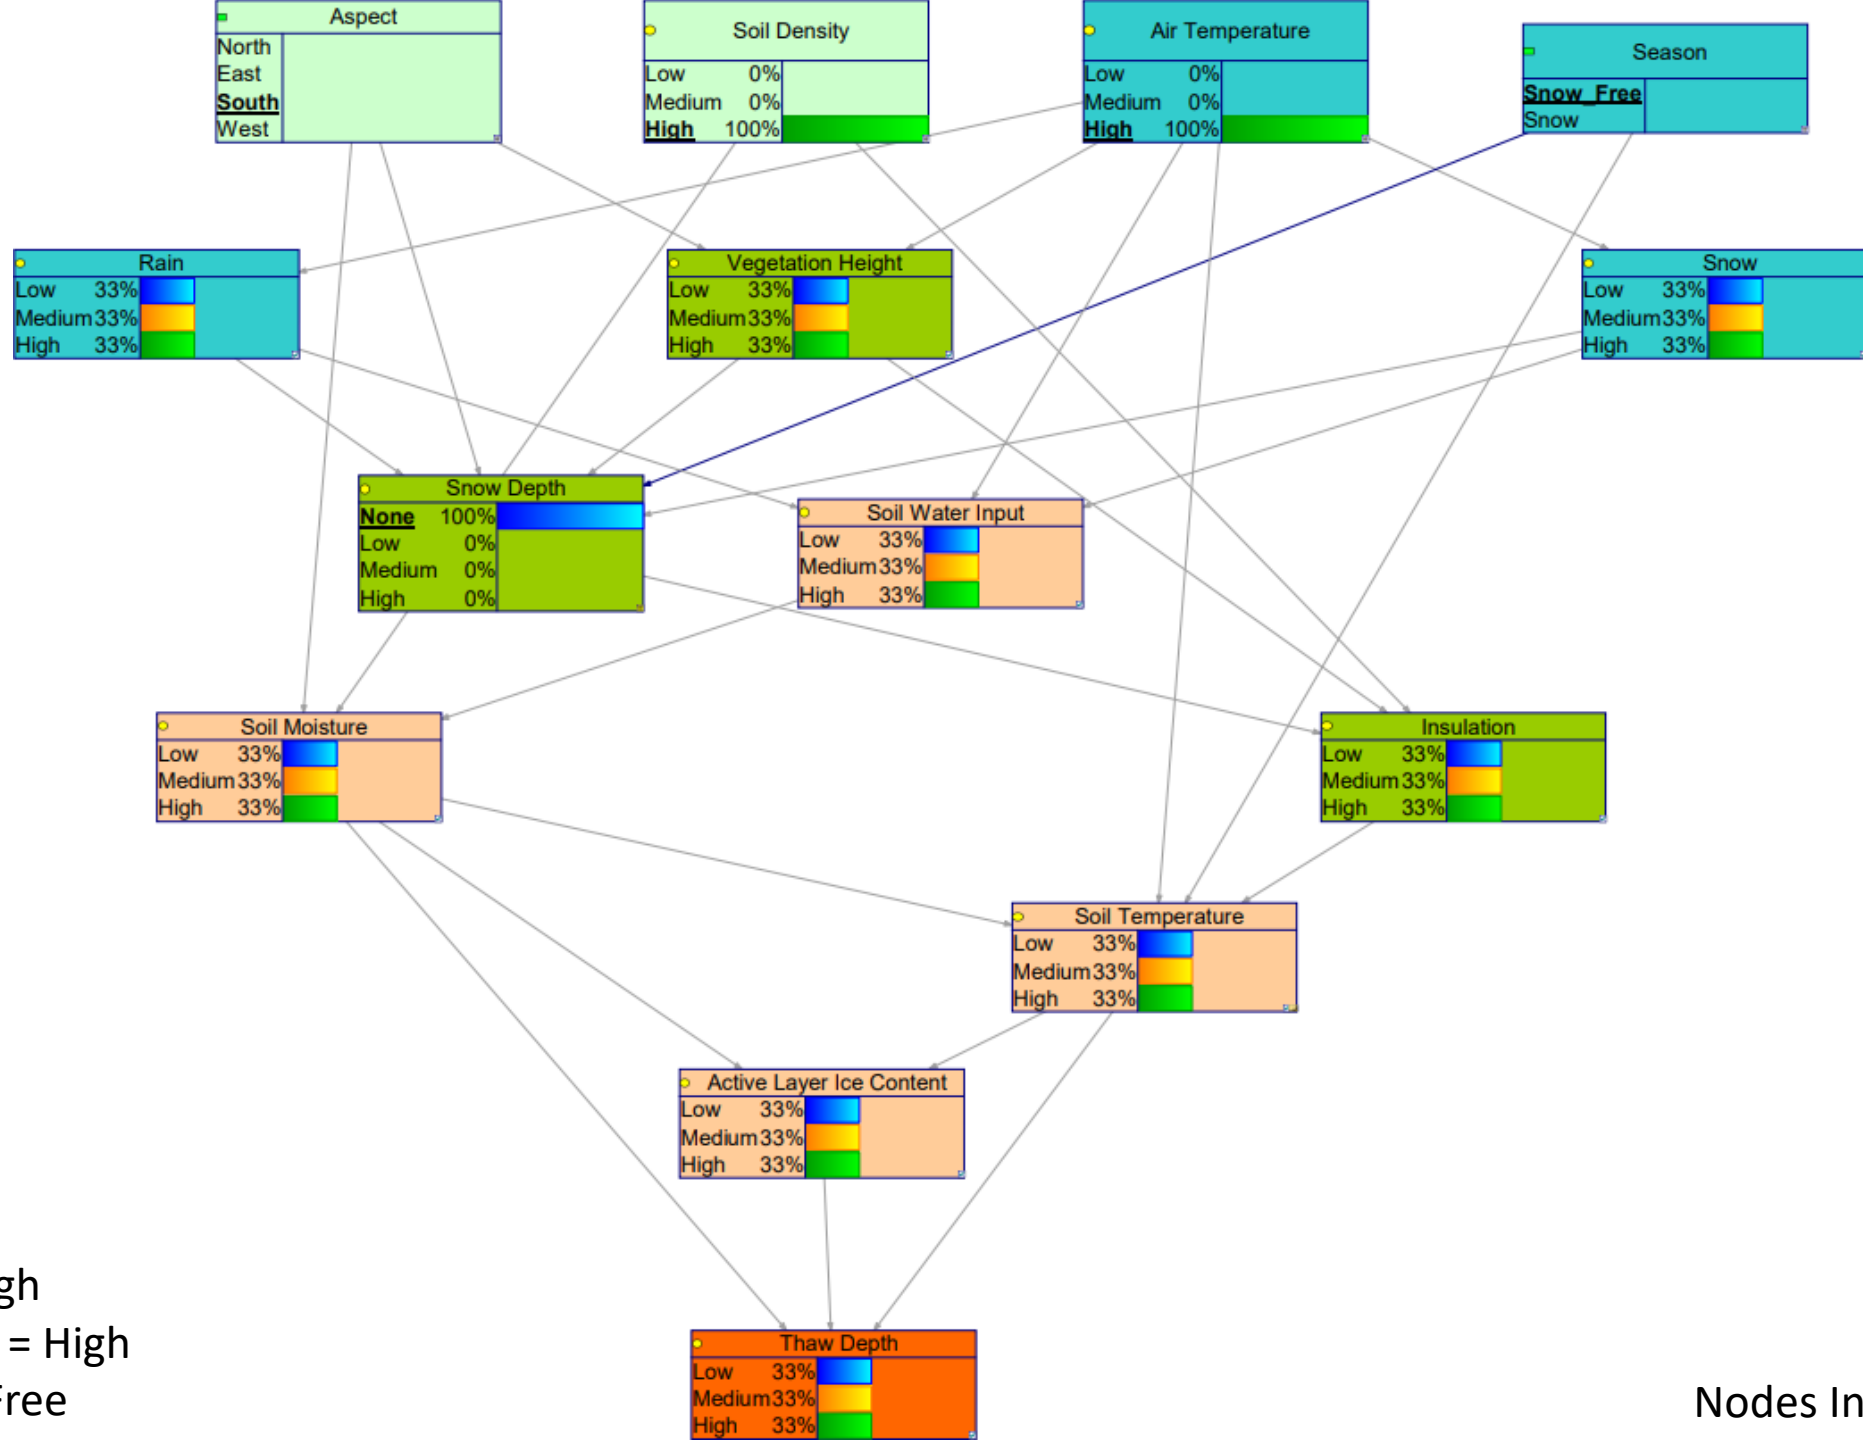 Aspect
North
East
South
West
Soil Density
Low 0%
Medium 0%
High 100%
Air Temperature
Low 0%
Medium 0%
High 100%
Season
Snow_Free
Snow
Rain
Low 33%
Medium 33%
High 33%
Vegetation Height
Low 33%
Medium 33%
High 33%
Snow
Low 33%
Medium 33%
High 33%
Snow Depth
None 100%
Low 0%
Medium 0%
High 0%
Soil Water Input
Low 33%
Medium 33%
High 33%
Soil Moisture
Low 33%
Medium 33%
High 33%
Insulation
Low 33%
Medium 33%
High 33%
Soil Temperature
Low 33%
Medium 33%
High 33%
Active Layer Ice Content
Low 33%
Medium 33%
High 33%
Thaw Depth
Low 33%
Medium 33%
High 33%
gh
= High
Free
Nodes In